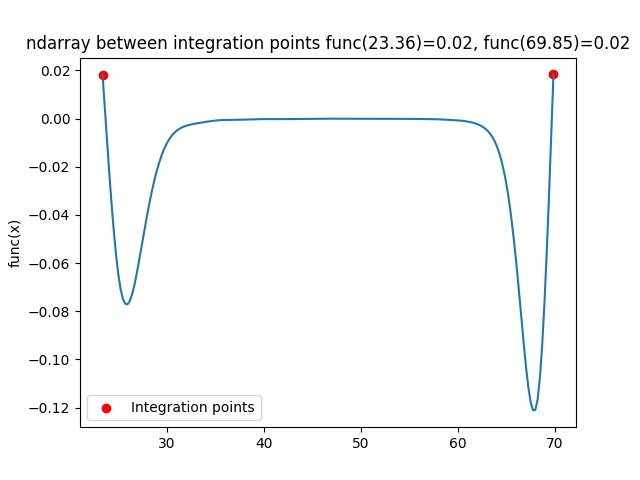 ndarray between integration points func(23.36)=0.02, func(69.85)=0.02
0.02
0.00
−0.02
−0.04
−0.06
−0.08
−0.10
−0.12
func(x)
Integration points
30 40 50 60 70